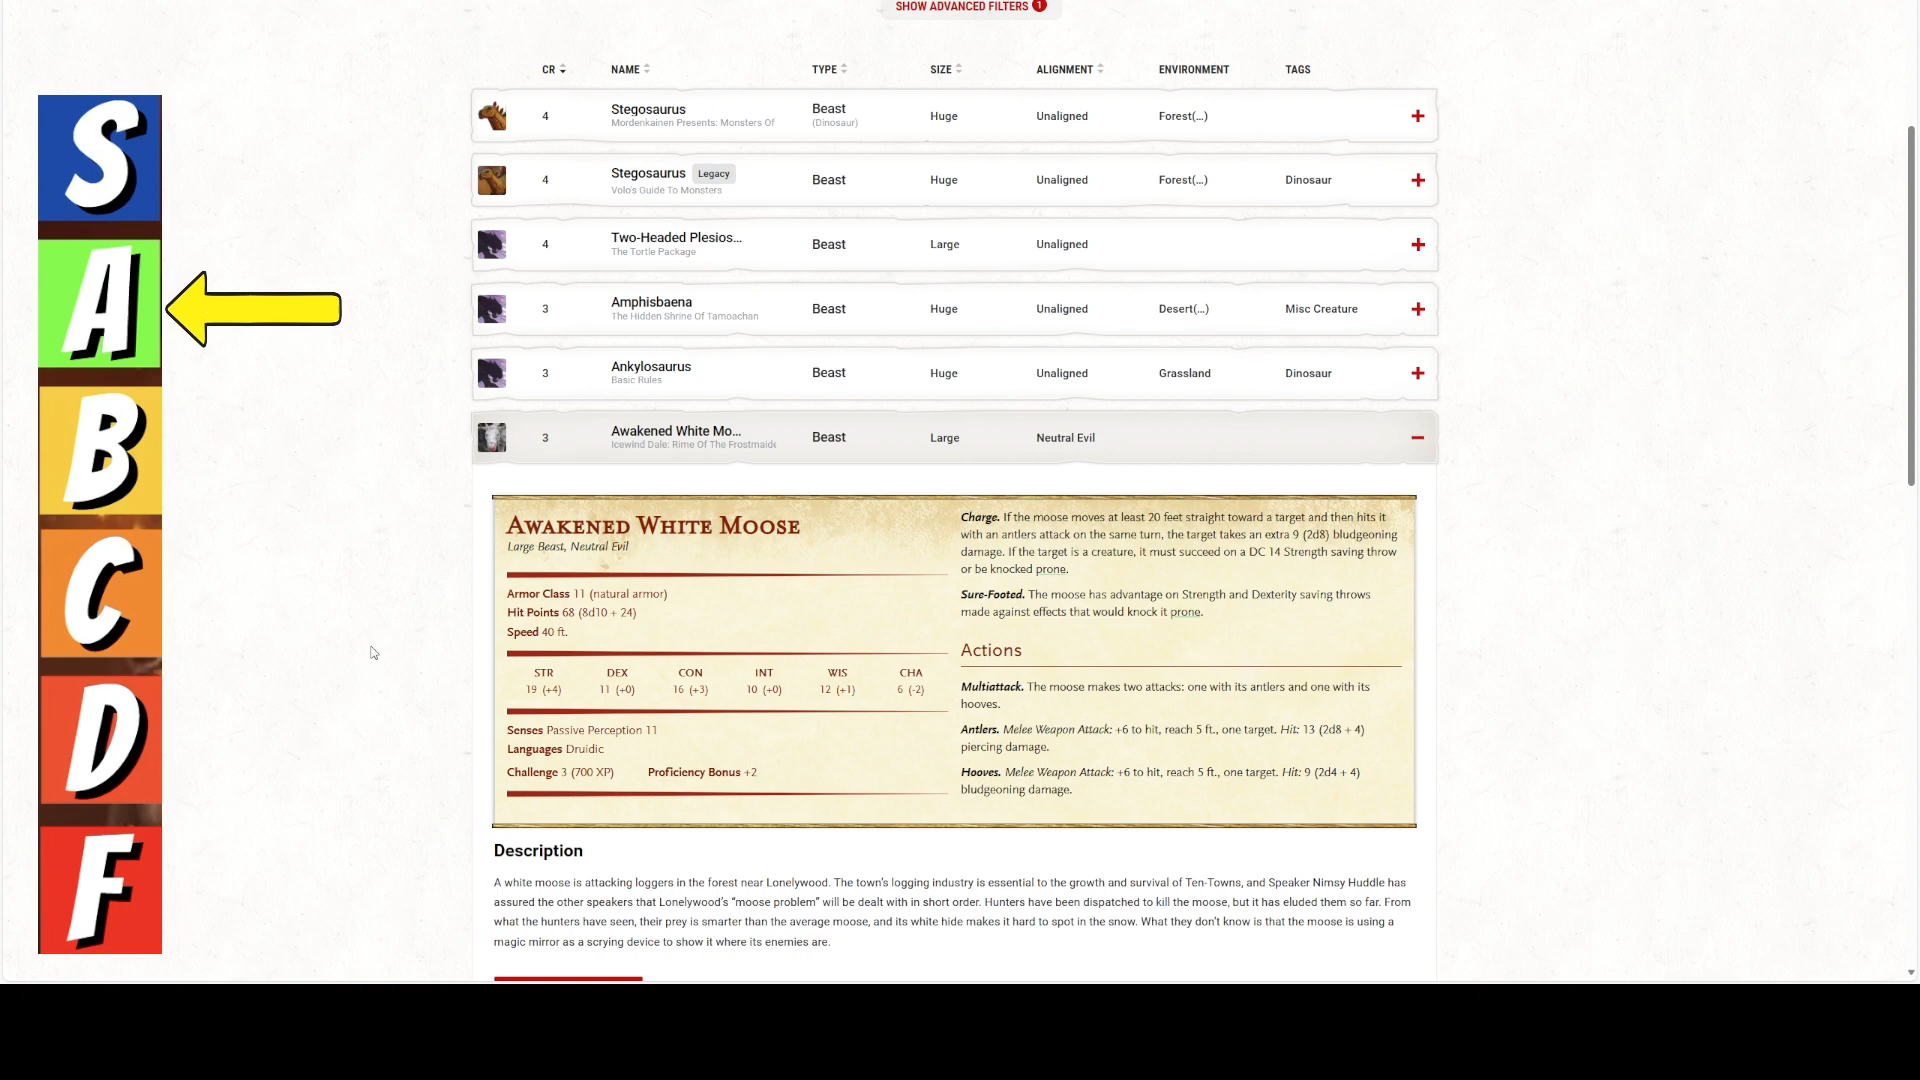 SHOW ADVANCED FILTERS 1
CR NAME TYPE SIZE ALIGNMENT ENVIRONMENT TAGS
4 Stegosaurus Beast Huge Unaligned Forest(...)
Mordenkainen Presents: Monsters Of (Dinosaur)
4 Stegosaurus Legacy Beast Huge Unaligned Forest(...) Dinosaur
Volo's Guide To Monsters
4 Two-Headed Plesios... Beast Large Unaligned
The Tortle Package
3 Amphisbaena Beast Huge Unaligned Desert(...) Misc Creature
The Hidden Shrine Of Tamoachan
3 Ankylosaurus Beast Huge Unaligned Grassland Dinosaur
Basic Rules
3 Awakened White Mo... Beast Large Neutral Evil
Icewind Dale: Rime Of The Frostmaide
S
A
B
C
D
F
Awakened White Moose
Large Beast, Neutral Evil
Armor Class 11 (natural armor)
Hit Points 68 (8d10 + 24)
Speed 40 ft.
STR DEX CON INT WIS CHA
19 (+4) 11 (+0) 16 (+3) 10 (+0) 12 (+1) 6 (-2)
Senses Passive Perception 11
Languages Druidic
Challenge 3 (700 XP) Proficiency Bonus +2
Charge. If the moose moves at least 20 feet straight toward a target and then hits it
with an antlers attack on the same turn, the target takes an extra 9 (2d8) bludgeoning
damage. If the target is a creature, it must succeed on a DC 14 Strength saving throw
or be knocked prone.
Sure-Footed. The moose has advantage on Strength and Dexterity saving throws
made against effects that would knock it prone.
Actions
Multiattack. The moose makes two attacks: one with its antlers and one with its
hooves.
Antlers. Melee Weapon Attack: +6 to hit, reach 5 ft., one target. Hit: 13 (2d8 + 4)
piercing damage.
Hooves. Melee Weapon Attack: +6 to hit, reach 5 ft., one target. Hit: 9 (2d4 + 4)
bludgeoning damage.
Description
A white moose is attacking loggers in the forest near Lonelywood. The town's logging industry is essential to the growth and survival of Ten-Towns, and Speaker Nimsy Huddle has
assured the other speakers that Lonelywood's “moose problem” will be dealt with in short order. Hunters have been dispatched to kill the moose, but it has eluded them so far. From
what the hunters have seen, their prey is smarter than the average moose, and its white hide makes it hard to spot in the snow. What they don't know is that the moose is using a
magic mirror as a scrying device to show it where its enemies are.